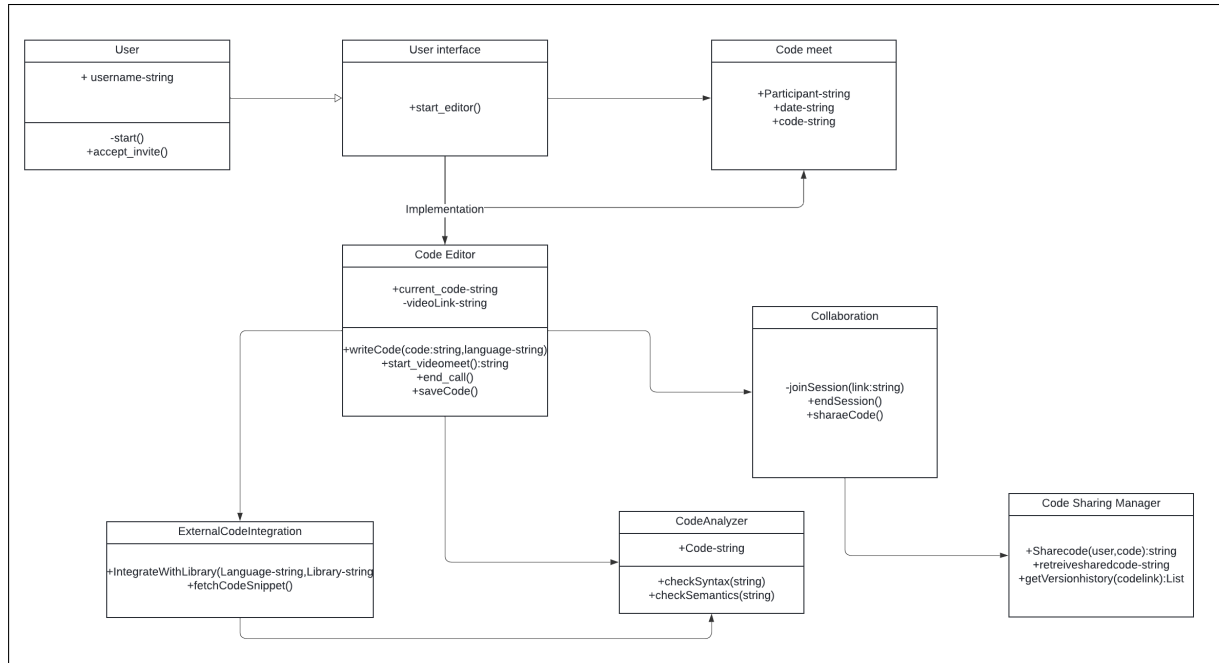 User
+ username-string
-start()
+accept_invite()
User interface
+start_editor()
Code meet
+Participant-string
+date-string
+code-string
Implementation
Code Editor
+current_code-string
-videoLink-string
+writeCode(code:string,language-string)
+start_videomeet():string
+end_call()
+saveCode()
Collaboration
-joinSession(link:string)
+endSession()
+sharaeCode()
ExternalCodeIntegration
+IntegrateWithLibrary(Language-string,Library-string
+fetchCodeSnippet()
CodeAnalyzer
+Code-string
+checkSyntax(string)
+checkSemantics(string)
Code Sharing Manager
+Sharecode(user,code):string
+retreivesharedcode-string
+getVersionhistory(codelink):List